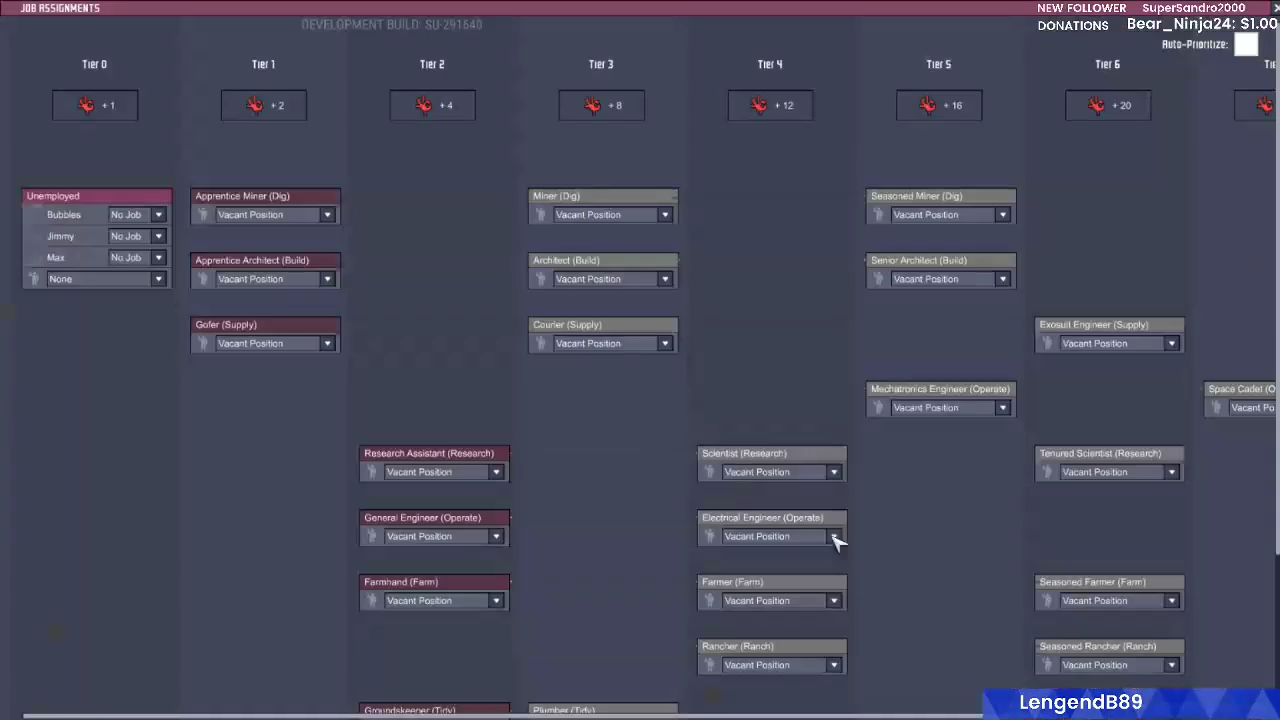 JOB ASSIGNMENTS
NEW FOLLOWER SuperSandro2000
DEVELOPMENT BUILD: SU-291640
DONATIONS Bear_Ninja24: $1.00
Auto-Prioritize:
Tier 0 Tier 1 Tier 2 Tier 3 Tier 4 Tier 5 Tier 6
+ 1 + 2 + 4 + 8 + 12 + 16 + 20
Unemployed Apprentice Miner (Dig) Miner (Dig) Seasoned Miner (Dig)
Bubbles No Job Vacant Position Vacant Position Vacant Position
Jimmy No Job
Max No Job Apprentice Architect (Build) Architect (Build) Senior Architect (Build)
None Vacant Position Vacant Position Vacant Position
Gofer (Supply) Courier (Supply) Exosuit Engineer (Supply)
Vacant Position Vacant Position Vacant Position
Mechatronics Engineer (Operate) Space Cadet (O
Vacant Position Vacant Po
Research Assistant (Research) Scientist (Research) Tenured Scientist (Research)
Vacant Position Vacant Position Vacant Position
General Engineer (Operate) Electrical Engineer (Operate)
Vacant Position Vacant Position
Farmhand (Farm) Farmer (Farm) Seasoned Farmer (Farm)
Vacant Position Vacant Position Vacant Position
Rancher (Ranch) Seasoned Rancher (Ranch)
Vacant Position Vacant Position
Groundskeeper (Tidy) Plumber (Tidy)
LengendB89